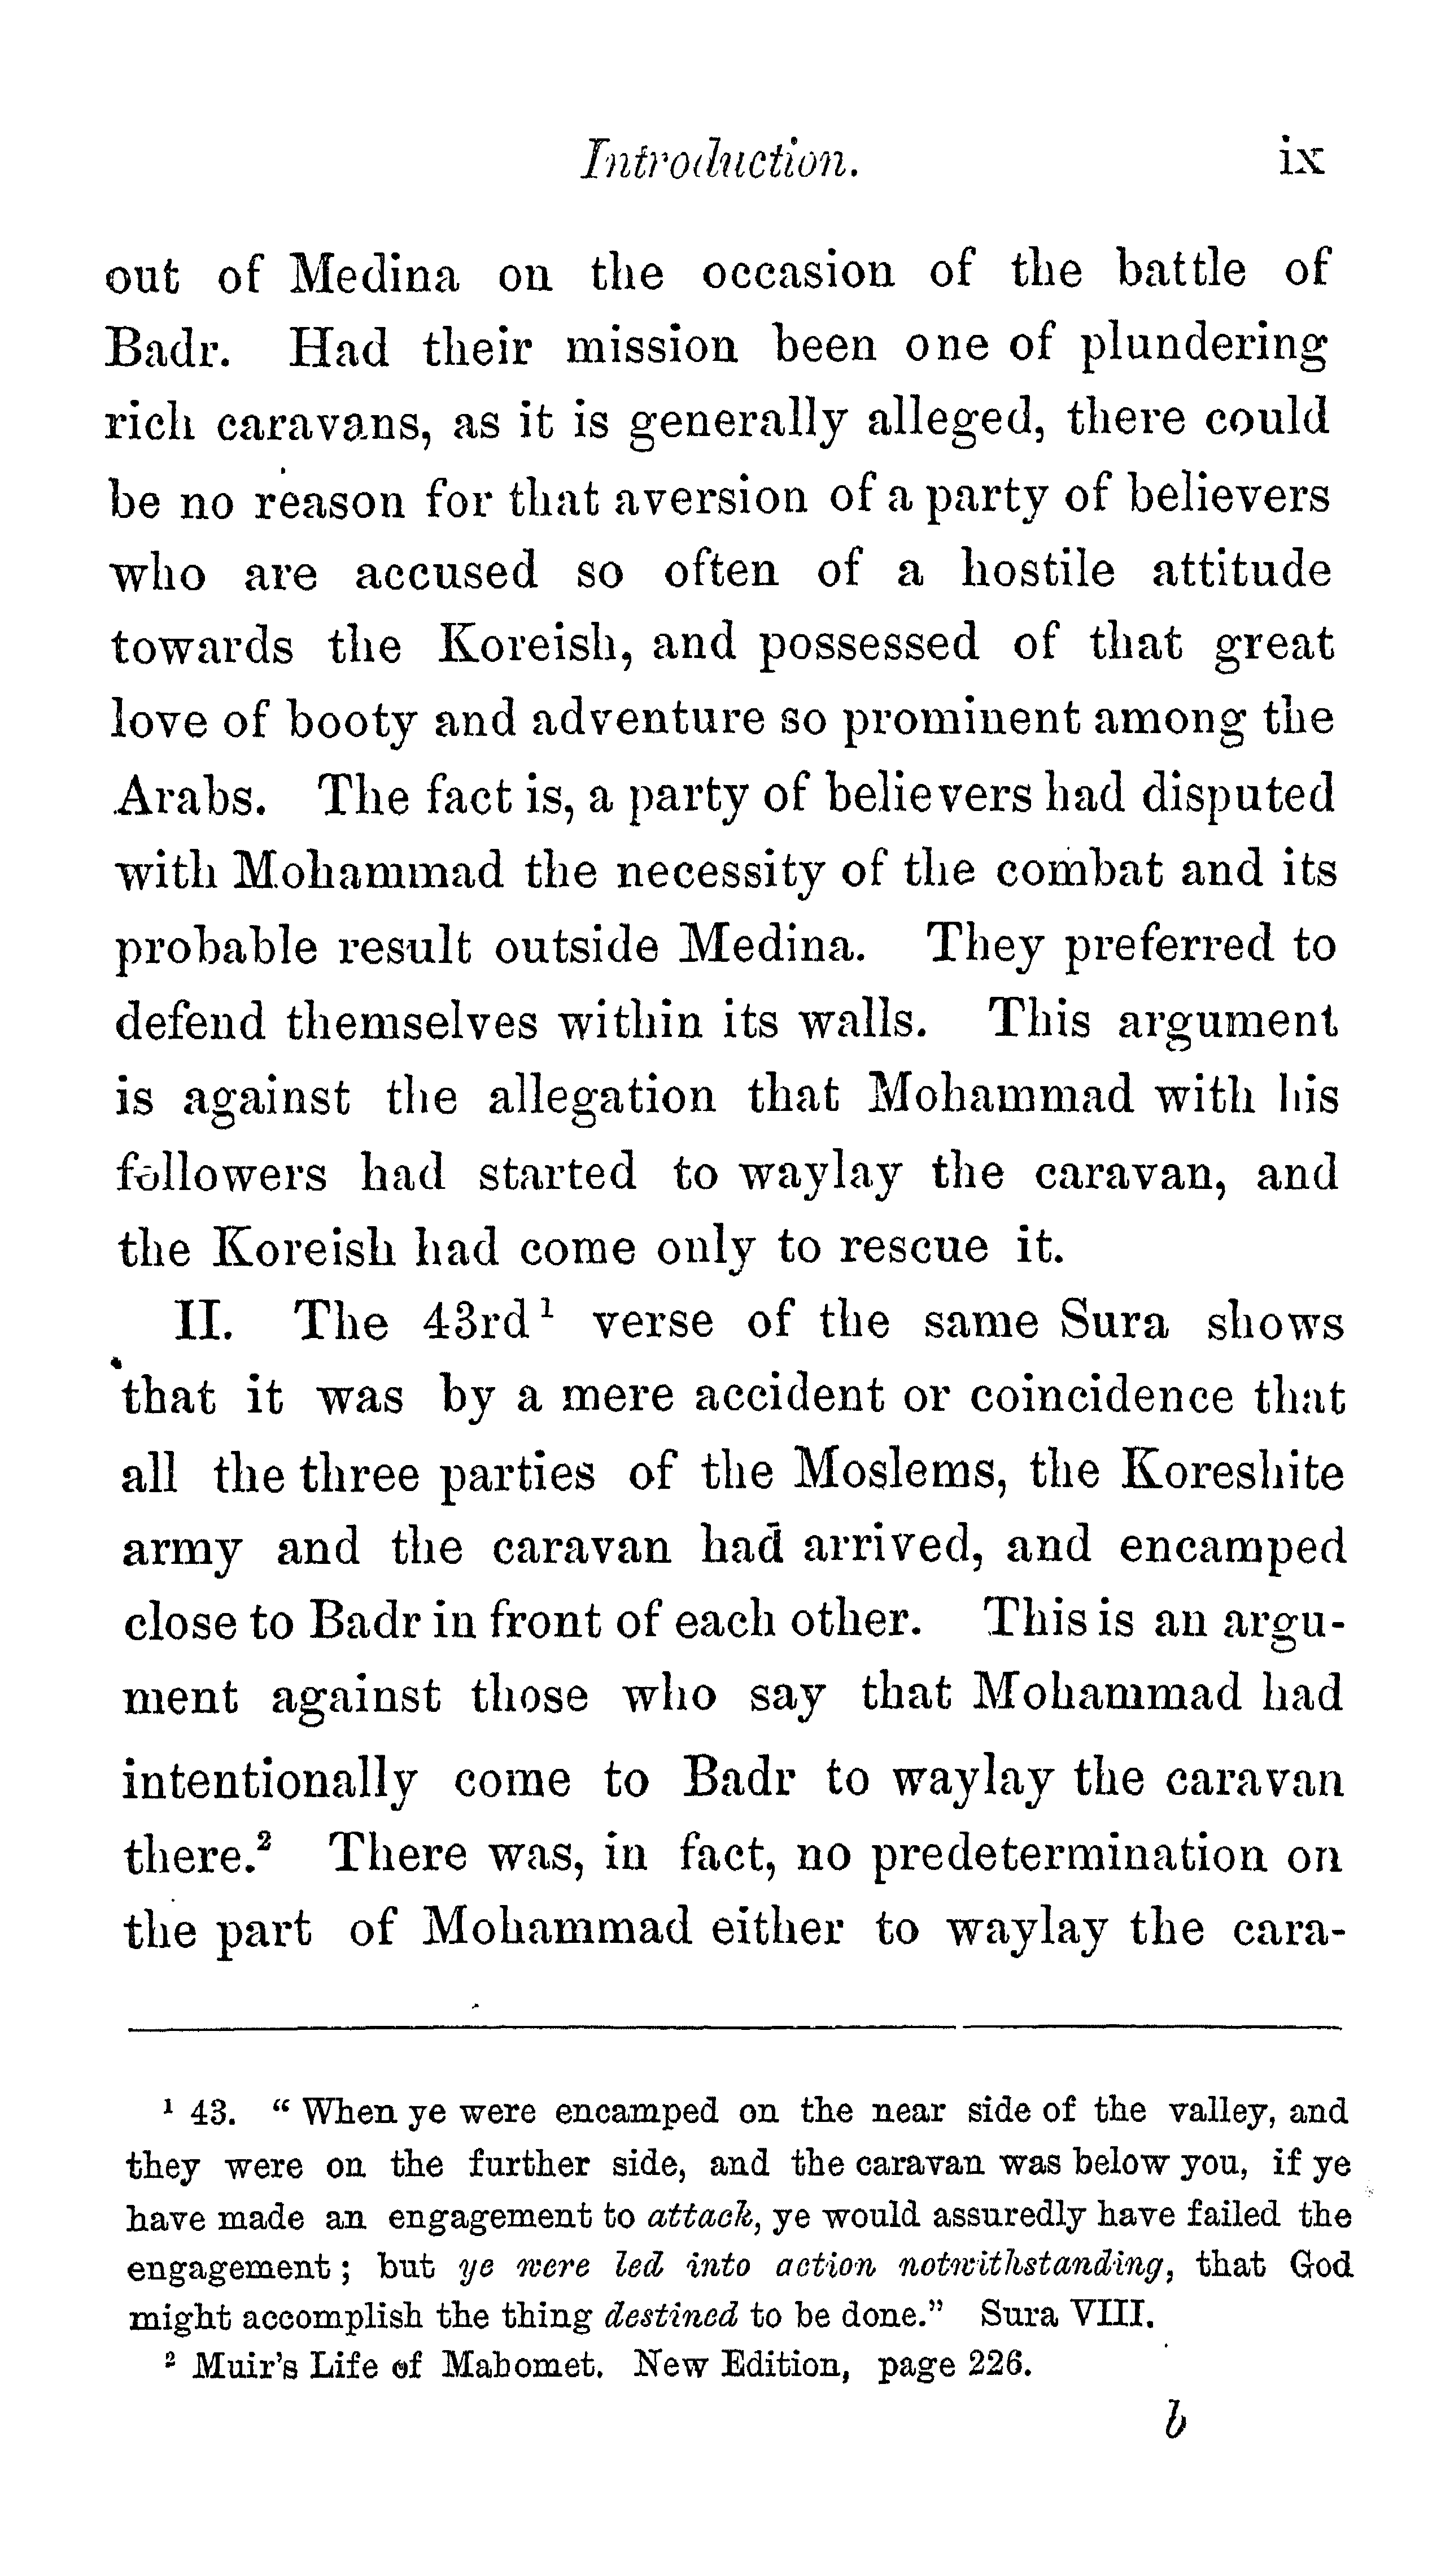 Introduction. ix
out of Medina on the occasion of the battle of
Badr. Had their mission been one of plundering
rich caravans, as it is generally alleged, there could
be no reason for that aversion of a party of believers
who are accused so often of a hostile attitude
towards the Koreish, and possessed of that great
love of booty and adventure so prominent among the
Arabs. The fact is, a party of believers had disputed
with Mohammad the necessity of the combat and its
probable result outside Medina. They preferred to
defend themselves within its walls. This argument
is against the allegation that Mohammad with his
followers had started to waylay the caravan, and
the Koreish had come only to rescue it.
II. The 43rd¹ verse of the same Sura shows
that it was by a mere accident or coincidence that
all the three parties of the Moslems, the Koreshite
army and the caravan had arrived, and encamped
close to Badr in front of each other. This is an argu-
ment against those who say that Mohammad had
intentionally come to Badr to waylay the caravan
there.² There was, in fact, no predetermination on
the part of Mohammad either to waylay the cara-
¹ 43. "When ye were encamped on the near side of the valley, and
they were on the further side, and the caravan was below you, if ye
have made an engagement to attack, ye would assuredly have failed the
engagement; but ye were led into action notwithstanding, that God
might accomplish the thing destined to be done." Sura VIII.
² Muir's Life of Mahomet. New Edition, page 226.
b